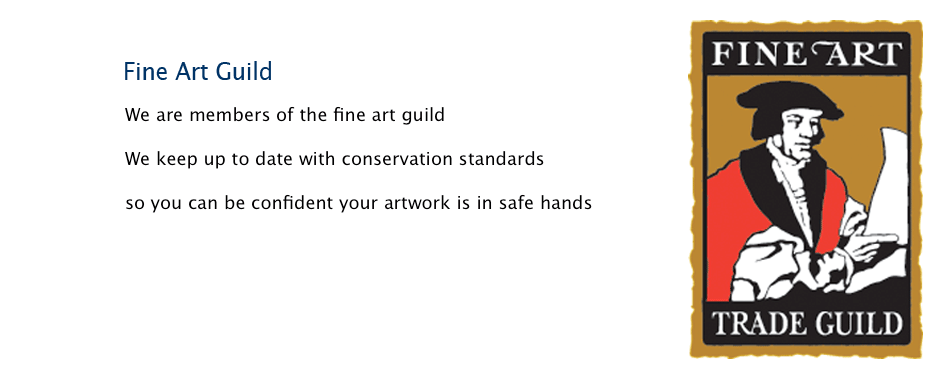 Fine Art Guild
We are members of the fine art guild
We keep up to date with conservation standards
so you can be confident your artwork is in safe hands
FINE ART
TRADE GUILD